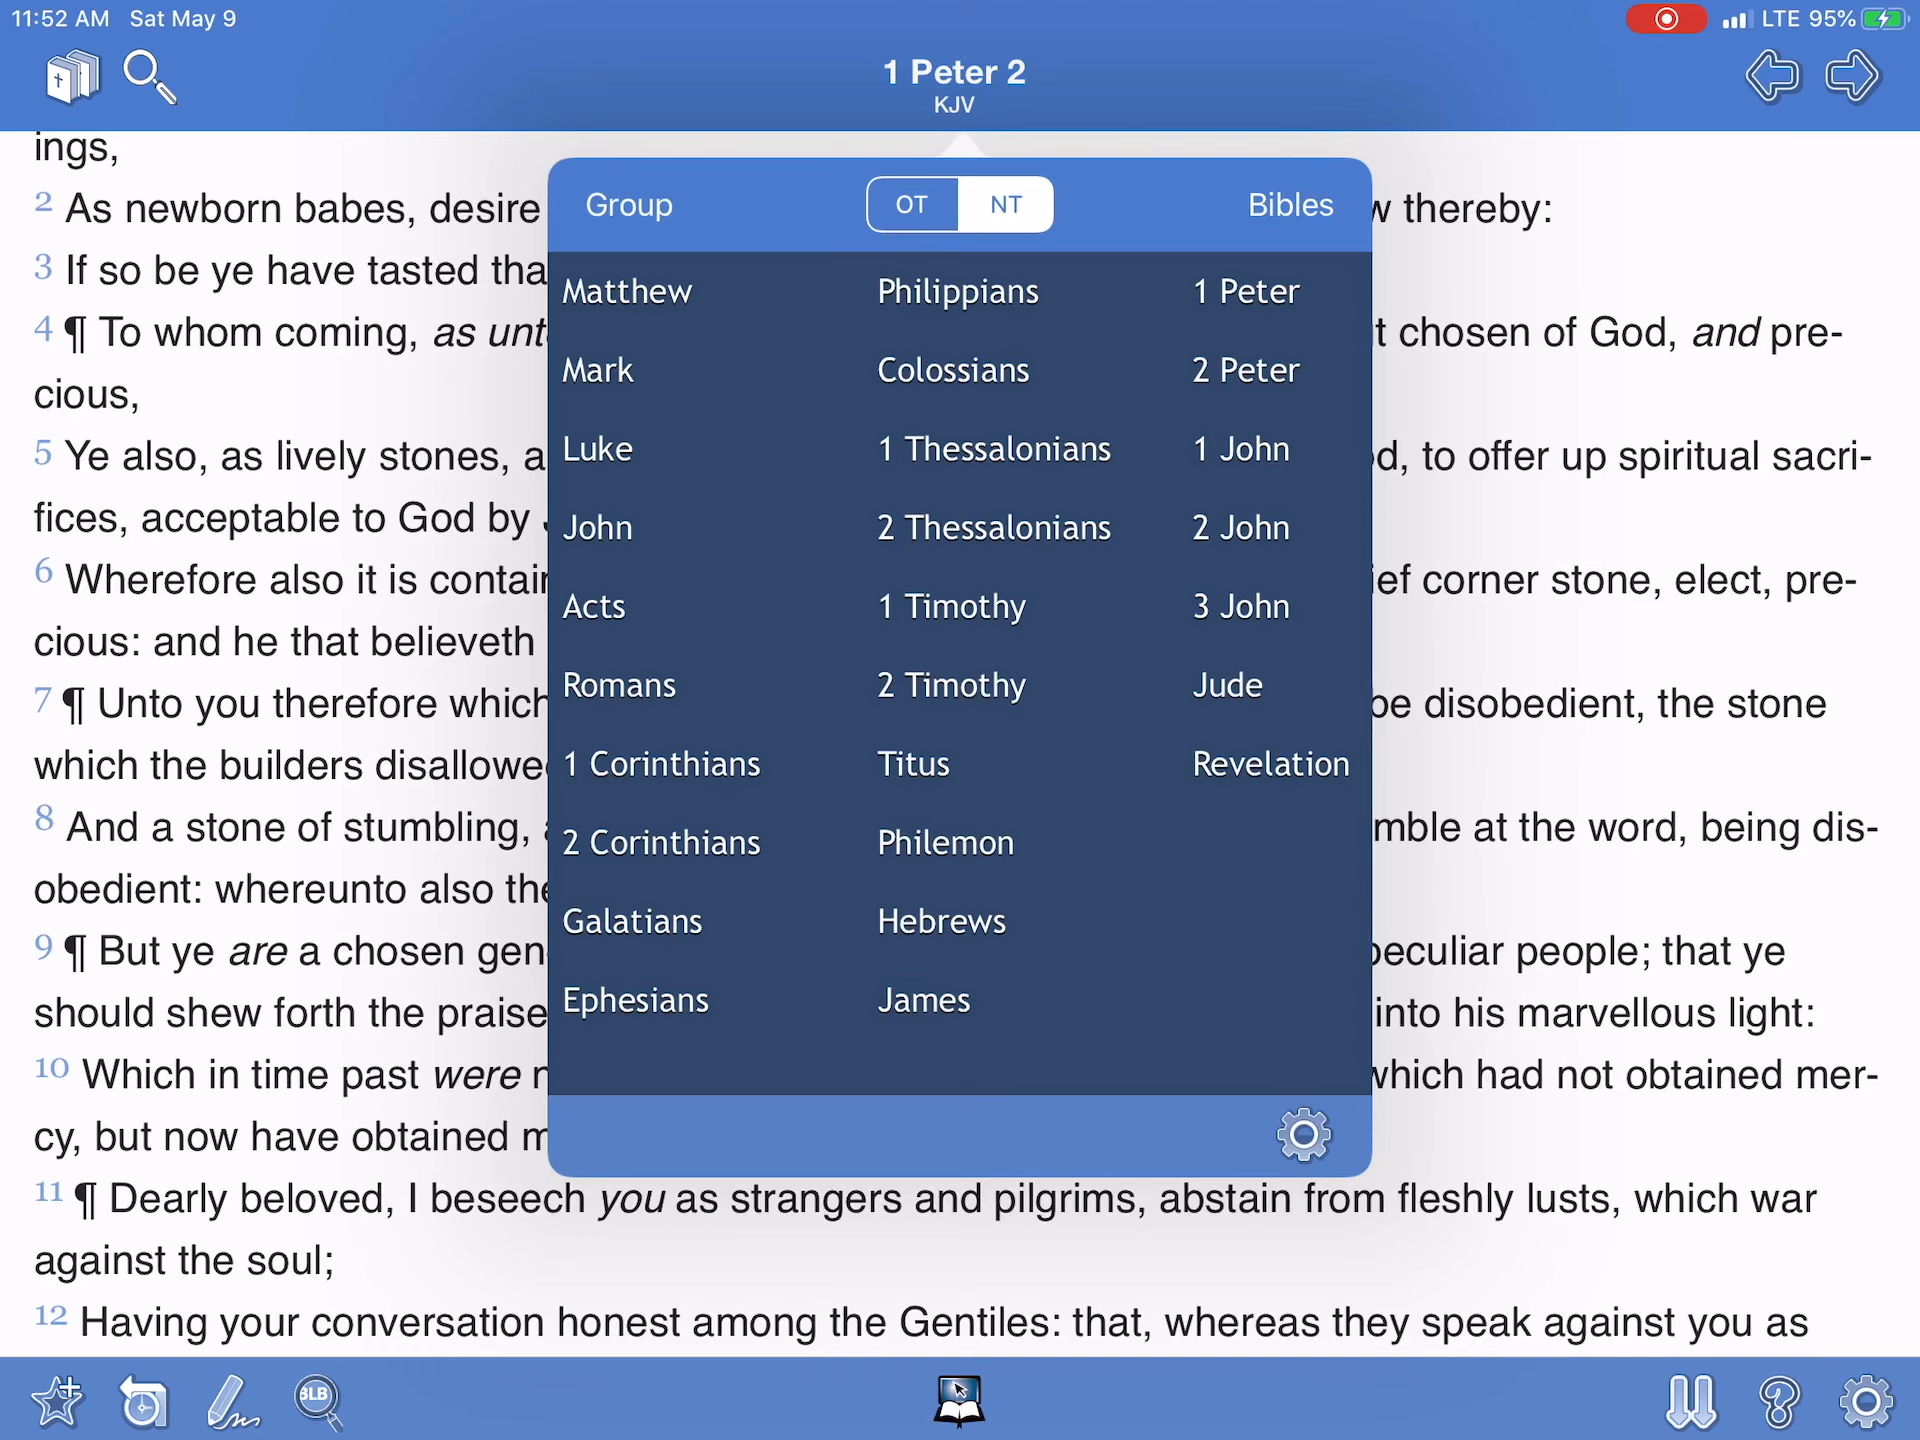 11:52 AM Sat May 9
LTE 95%
1 Peter 2
KJV
ings,
2 As newborn babes, desire
thereby:
3 If so be ye have tasted tha
4 ¶ To whom coming, as unt
t chosen of God, and pre-
cious,
5 Ye also, as lively stones, a
d, to offer up spiritual sacri-
fices, acceptable to God by
6 Wherefore also it is contain
ief corner stone, elect, pre-
cious: and he that believeth
7 ¶ Unto you therefore which
be disobedient, the stone
which the builders disallowe
8 And a stone of stumbling,
mble at the word, being dis-
obedient: whereunto also the
9 ¶ But ye are a chosen gen
peculiar people; that ye
should shew forth the praise
into his marvellous light:
10 Which in time past were
which had not obtained mer-
cy, but now have obtained m
11 ¶ Dearly beloved, I beseech you as strangers and pilgrims, abstain from fleshly lusts, which war
against the soul;
12 Having your conversation honest among the Gentiles: that, whereas they speak against you as
Group
OT
NT
Bibles
Matthew
Philippians
1 Peter
Mark
Colossians
2 Peter
Luke
1 Thessalonians
1 John
John
2 Thessalonians
2 John
Acts
1 Timothy
3 John
Romans
2 Timothy
Jude
1 Corinthians
Titus
Revelation
2 Corinthians
Philemon
Galatians
Hebrews
Ephesians
James
BLB